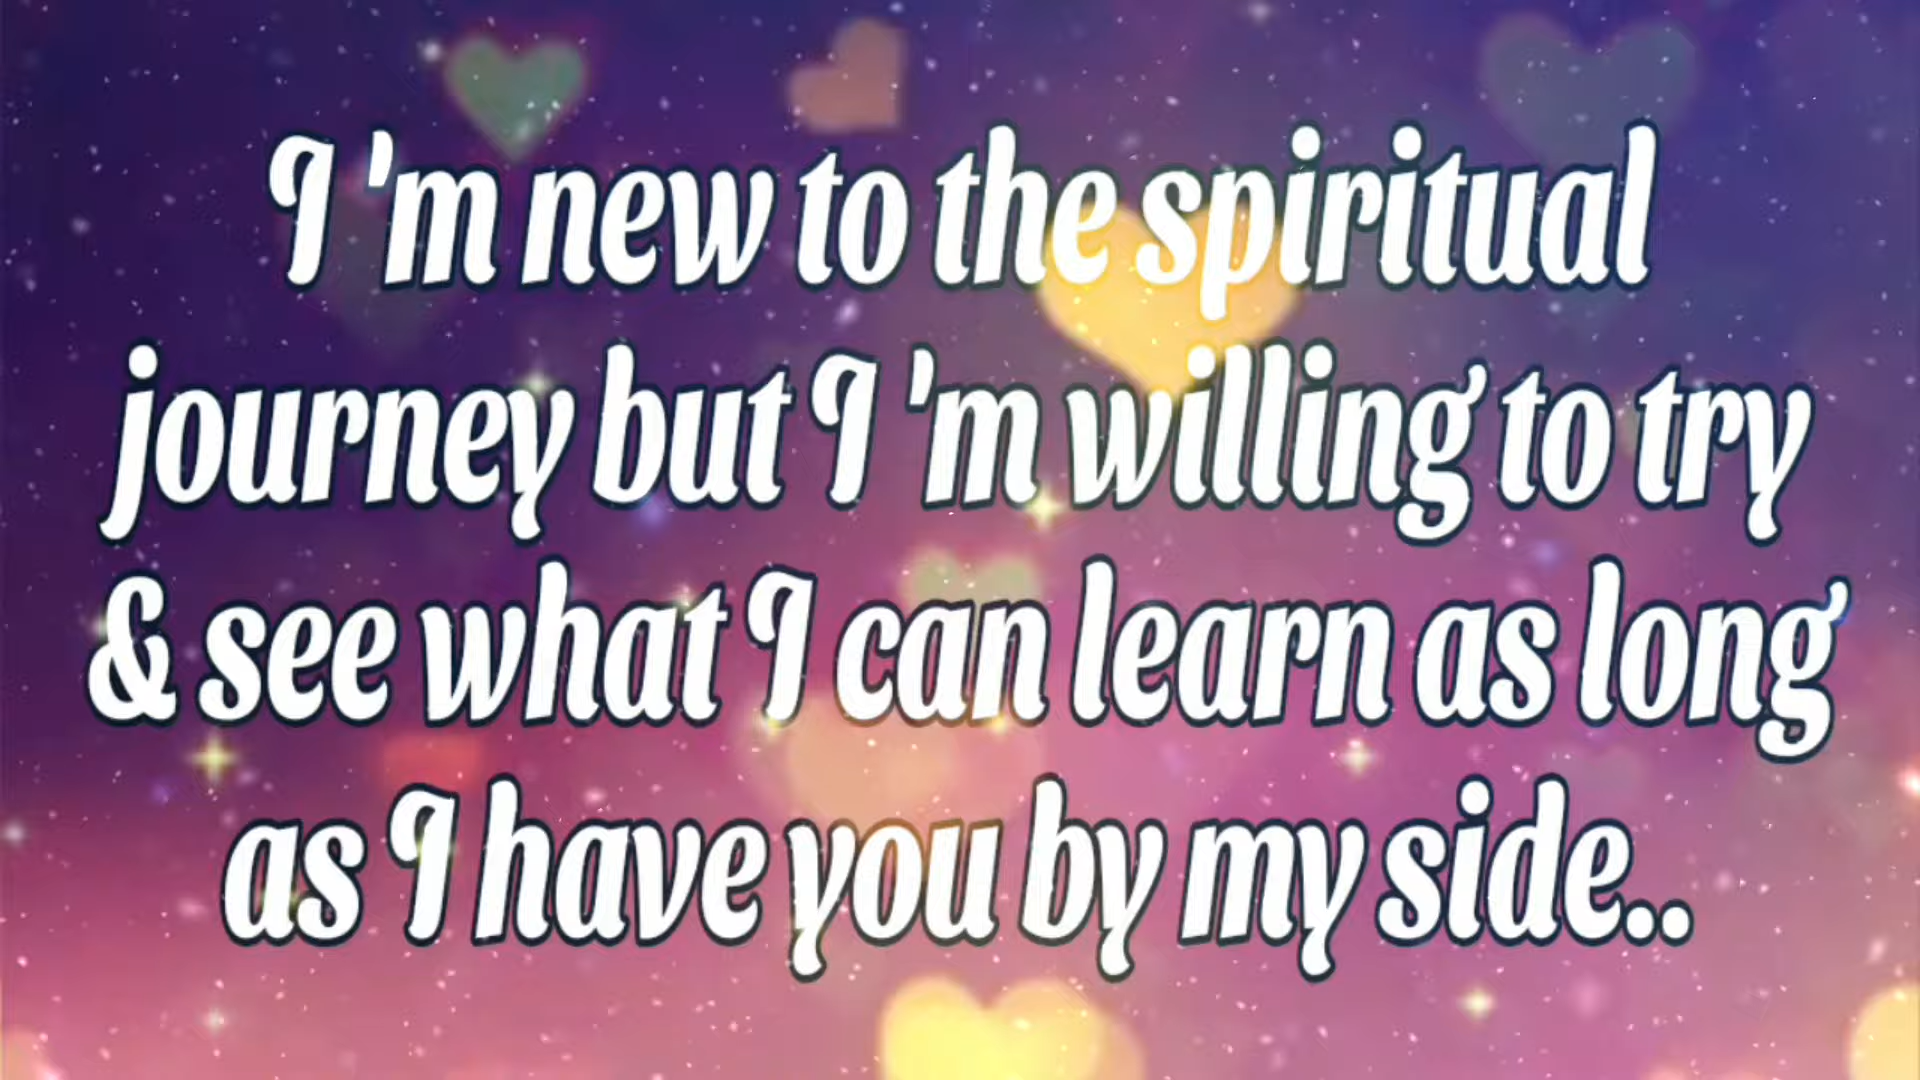 I 'm new to the spiritual
journey but I 'm willing to try
& see what I can learn as long
as I have you by my side..